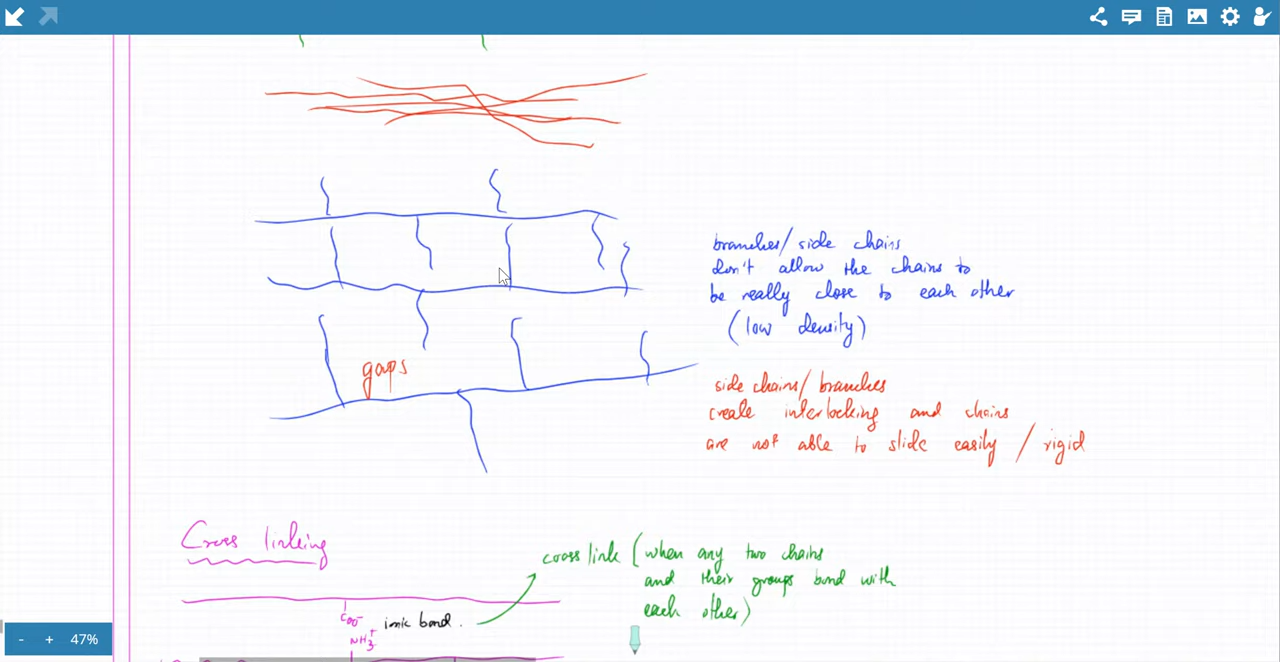 branches/side chains
don't allow the chains to
be really close to each other
(low density)
gaps
side chains/branches
create interlocking and chains
are not able to slide easily / rigid
Cross linking
cross link (when any two chains
and their groups bond with
each other)
COO⁻ ionic bond.
NH₃⁺
- + 47%